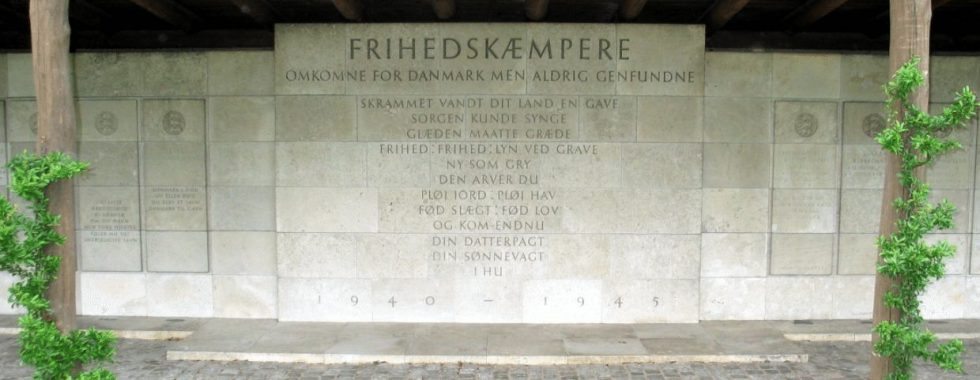 FRIHEDSKÆMPERE
OMKOMNE FOR DANMARK MEN ALDRIG GENFUNDNE
SKRAMMET VANDT DIT LAND EN GAVE
SORGEN KUNDE SYNGE
GLÆDEN MAATTE GRÆDE
FRIHED : FRIHED : LYN VED GRAVE
NY SOM GRY
DEN ARVER DU
PLØJ JORD : PLØJ HAV
FØD SLÆGT : FØD LOV
OG KOM ENDNU
DIN DATTERPAGT
DIN SØNNEVAGT
I HU
1940 – 1945